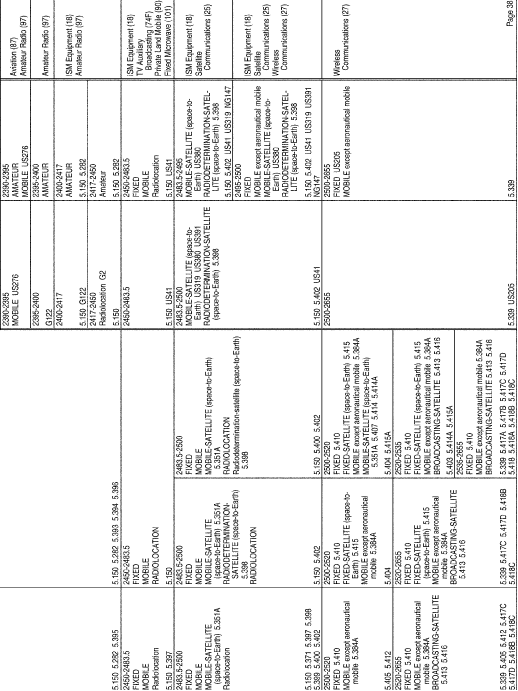 5.150 5.282 5.395
2450-2483.5
FIXED
MOBILE
Radiolocation
5.150 5.397
2483.5-2500
FIXED
MOBILE
MOBILE-SATELLITE
(space-to-Earth) 5.351A
Radiolocation
5.150 5.371 5.397 5.398
5.399 5.400 5.402
2500-2520
FIXED 5.410
MOBILE except aeronautical
mobile 5.384A
5.405 5.412
2520-2655
FIXED 5.410
MOBILE except aeronautical
mobile 5.384A
BROADCASTING-SATELLITE
5.413 5.416
5.339 5.405 5.412 5.417C
5.417D 5.418B 5.418C
5.150 5.282 5.393 5.394 5.396
2450-2483.5
FIXED
MOBILE
RADIOLOCATION
5.150
2483.5-2500
FIXED
MOBILE
MOBILE-SATELLITE
(space-to-Earth) 5.351A
RADIODETERMINATION-
SATELLITE (space-to-Earth)
5.398
RADIOLOCATION
5.150 5.402
2500-2520
FIXED 5.410
FIXED-SATELLITE (space-to-
Earth) 5.415
MOBILE except aeronautical
mobile 5.384A
5.404
2520-2655
FIXED 5.410
FIXED-SATELLITE
(space-to-Earth) 5.415
MOBILE except aeronautical
mobile 5.384A
BROADCASTING-SATELLITE
5.413 5.416
5.339 5.417C 5.417D 5.418B
5.418C
2483.5-2500
FIXED
MOBILE
MOBILE-SATELLITE (space-to-Earth)
5.351A
RADIOLOCATION
Radiodetermination-satellite (space-to-Earth)
5.398
5.150 5.400 5.402
2500-2520
FIXED 5.410
FIXED-SATELLITE (space-to-Earth) 5.415
MOBILE except aeronautical mobile 5.384A
MOBILE-SATELLITE (space-to-Earth)
5.351A 5.407 5.414 5.414A
5.404 5.415A
2520-2535
FIXED 5.410
FIXED-SATELLITE (space-to-Earth) 5.415
MOBILE except aeronautical mobile 5.384A
BROADCASTING-SATELLITE 5.413 5.416
5.403 5.414A 5.415A
2535-2655
FIXED 5.410
MOBILE except aeronautical mobile 5.384A
BROADCASTING-SATELLITE 5.413 5.416
5.339 5.417A 5.417B 5.417C 5.417D
5.418 5.418A 5.418B 5.418C
2390-2395
MOBILE US276
2395-2400
G122
2400-2417
5.150 G122
2417-2450
Radiolocation G2
5.150
2450-2483.5
5.150 US41
2483.5-2500
MOBILE-SATELLITE (space-to-
Earth) US319 US380 US391
RADIODETERMINATION-SATELLITE
(space-to-Earth) 5.398
5.150 5.402 US41
2500-2655
5.339 US205
2390-2395
AMATEUR
MOBILE US276
2395-2400
AMATEUR
2400-2417
AMATEUR
5.150 5.282
2417-2450
Amateur
5.150 5.282
2450-2483.5
FIXED
MOBILE
Radiolocation
5.150 US41
2483.5-2495
MOBILE-SATELLITE (space-to-
Earth) US380
RADIODETERMINATION-SATEL-
LITE (space-to-Earth) 5.398
5.150 5.402 US41 US319 NG147
2495-2500
FIXED
MOBILE except aeronautical mobile
MOBILE-SATELLITE (space-to-
Earth) US380
RADIODETERMINATION-SATEL-
LITE (space-to-Earth) 5.398
5.150 5.402 US41 US319 US391
NG147
2500-2655
FIXED US205
MOBILE except aeronautical mobile
5.339
Aviation (87)
Amateur Radio (97)
Amateur Radio (97)
ISM Equipment (18)
Amateur Radio (97)
ISM Equipment (18)
TV Auxiliary
Broadcasting (74F)
Private Land Mobile (90)
Fixed Microwave (101)
ISM Equipment (18)
Satellite
Communications (25)
ISM Equipment (18)
Satellite
Communications (25)
Wireless
Communications (27)
Wireless
Communications (27)
Page 38